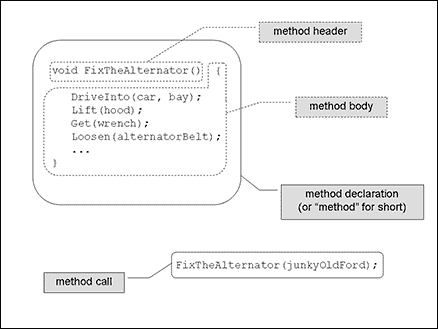 method header
void FixTheAlternator() {
DriveInto(car, bay);
Lift(hood);
Get(wrench);
method body
Loosen(alternatorBelt);
...
}
method declaration
(or “method” for short)
FixTheAlternator(junkyOldFord);
method call